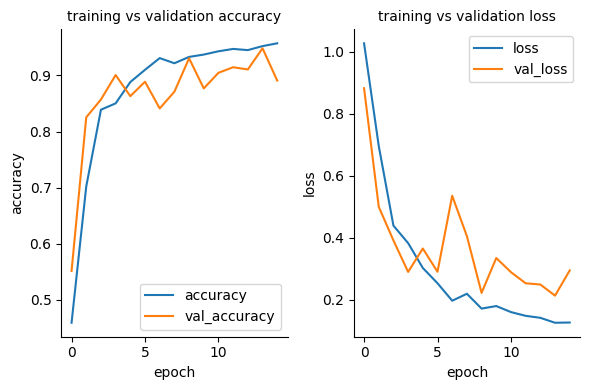 training vs validation accuracy
accuracy
0.9
0.8
0.7
0.6
0.5
accuracy
val_accuracy
0
5
10
epoch
training vs validation loss
loss
1.0
0.8
0.6
0.4
0.2
loss
val_loss
0
5
10
epoch